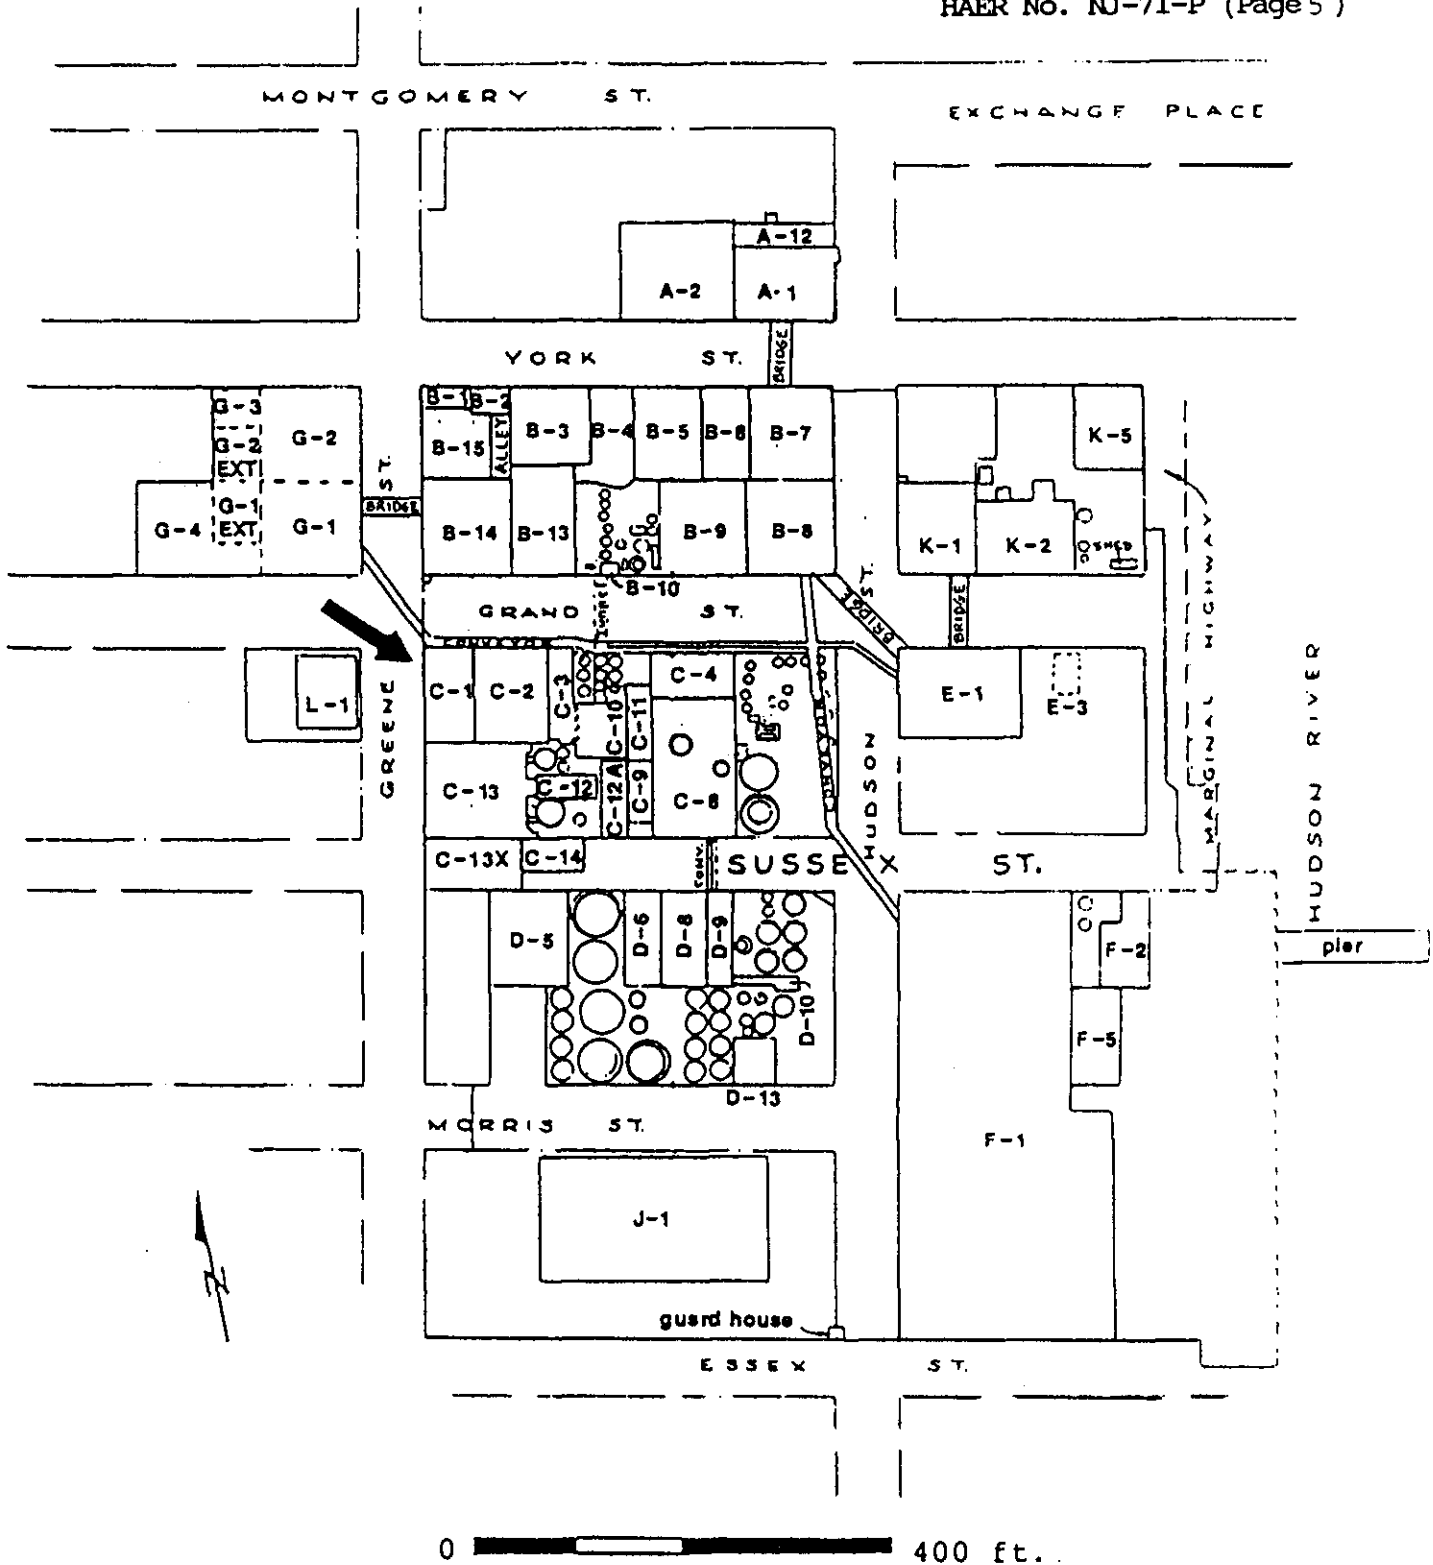 HAER No. NJ-71-P (Page 5 )
MONTGOMERY ST.
EXCHANGE PLACE
A-12
A-2
A-1
YORK ST.
BRIDGE
G-3
G-2
EXT
G-2
G-1
EXT
G-1
G-4
ST.
BRIDGE
B-1
B-2
B-15
ALLEY
B-3
B-4
B-5
B-6
B-7
B-14
B-13
B-9
B-8
B-10
K-5
K-1
K-2
SHED
GRAND ST.
BRIDGE
ST.
BRIDGE
MARGINAL HIGHWAY
HUDSON RIVER
L-1
GREENE
C-1
C-2
C-3
C-4
C-10
C-11
C-13
C-12
C-12A
C-9
C-8
HUDSON
E-1
E-3
C-13X
C-14
CONV.
SUSSEX ST.
D-5
D-6
D-8
D-9
D-10
D-13
F-2
F-5
F-1
pier
MORRIS ST.
J-1
N
guard house
ESSEX ST.
0 400 ft.